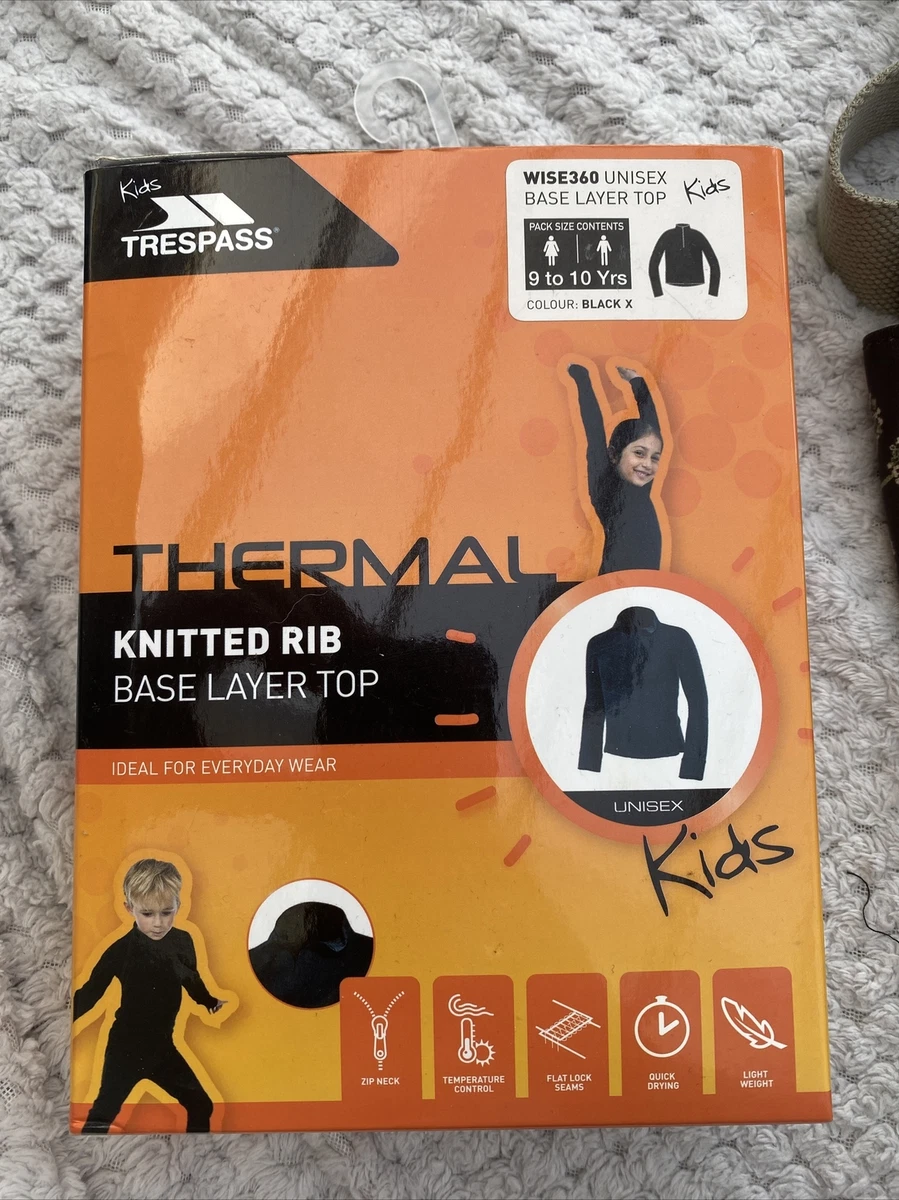 Kids
TRESPASS®
WISE360 UNISEX
BASE LAYER TOP Kids
PACK SIZE CONTENTS
9 to 10 Yrs
COLOUR: BLACK X
THERMAL
KNITTED RIB
BASE LAYER TOP
IDEAL FOR EVERYDAY WEAR
UNISEX
Kids
ZIP NECK
TEMPERATURE
CONTROL
FLAT LOCK
SEAMS
QUICK
DRYING
LIGHT
WEIGHT